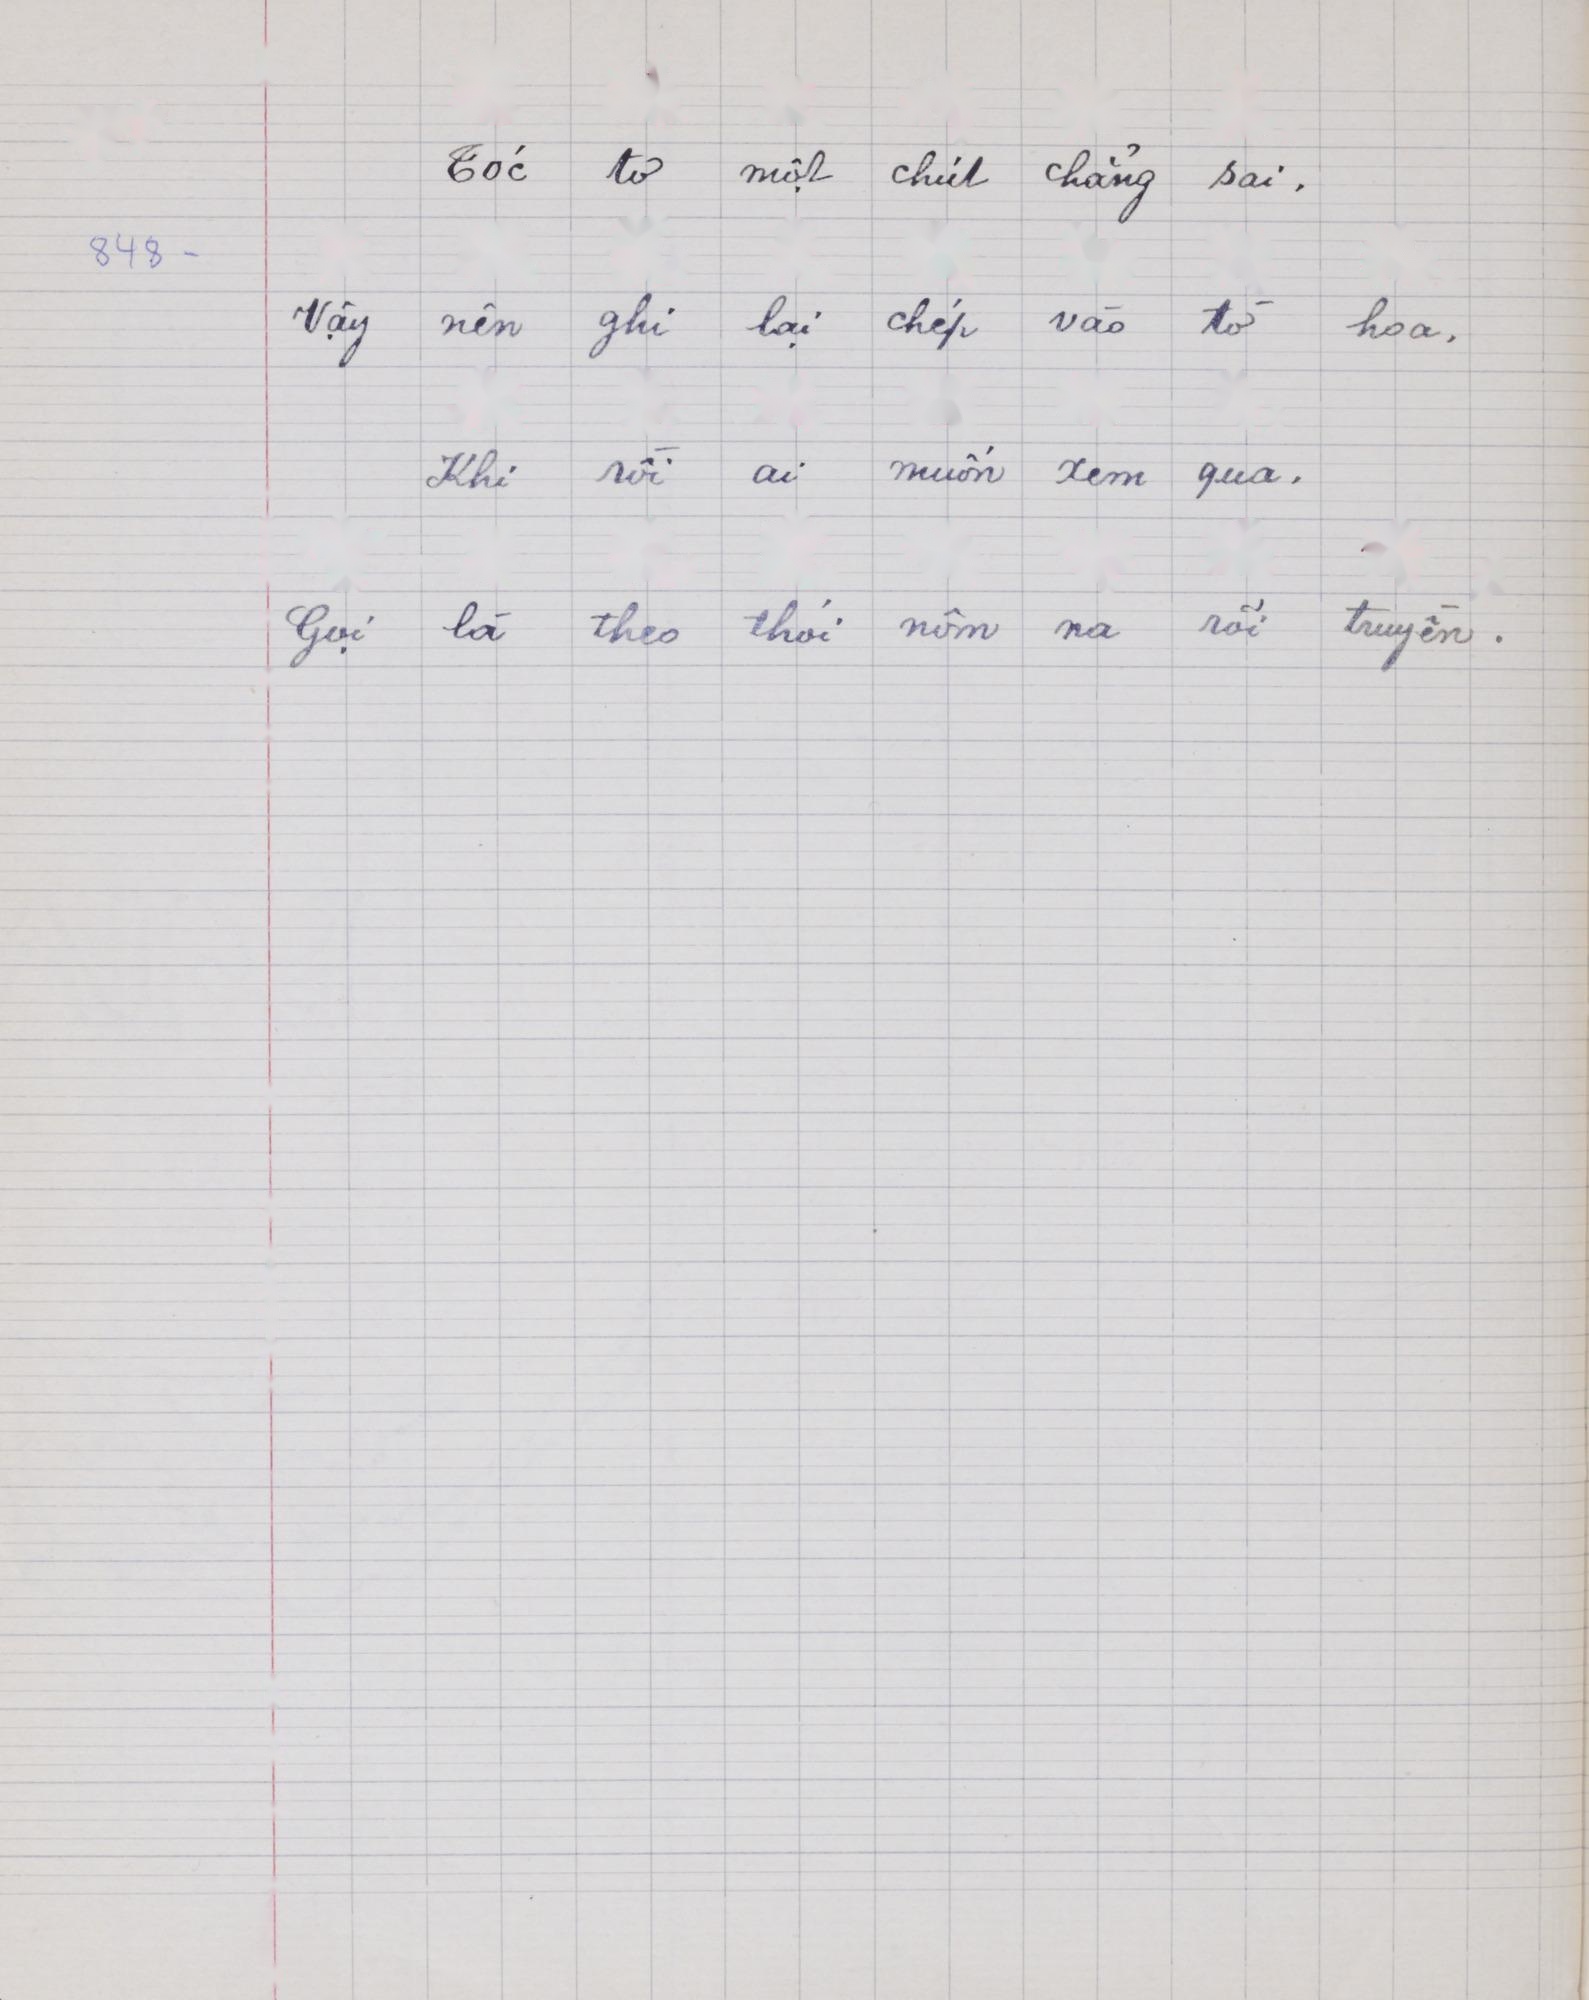 Tóc tơ một chút chẳng sai.
848 -
Vậy nên ghi lại chép vào tờ hoa.
Khi rồi ai muốn xem qua.
Gọi là theo thói nôm na rối truyền.